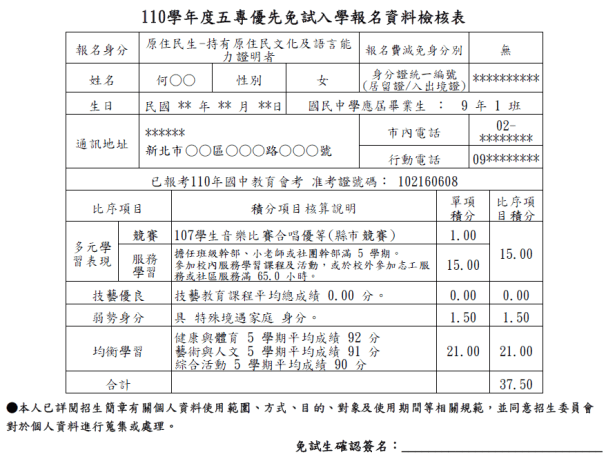 110學年度五專優先免試入學報名資料檢核表
報名身分 原住民生-持有原住民文化及語言能力證明者 報名費減免身分別 無
姓名 何○○ 性別 女 身分證統一編號(居留證/入出境證) **********
生日 民國 ** 年 ** 月 **日 國民中學應屆畢業生 : 9 年 1 班
通訊地址 ******
新北市○○區○○○路○○○號
市內電話 02-********
行動電話 09********
已報考110年國中教育會考 准考證號碼: 102160608
比序項目 積分項目核算說明 單項積分 比序項目積分
多元學習表現 競賽 107學生音樂比賽合唱優等(縣市競賽) 1.00 15.00
服務學習 擔任班級幹部、小老師或社團幹部滿 5 學期。
參加校內服務學習課程及活動,或於校外參加志工服
務或社區服務滿 65.0 小時。
15.00
技藝優良 技藝教育課程平均總成績 0.00 分。 0.00 0.00
弱勢身分 具 特殊境遇家庭 身分。 1.50 1.50
均衡學習 健康與體育 5 學期平均成績 92 分
藝術與人文 5 學期平均成績 91 分
綜合活動 5 學期平均成績 90 分
21.00 21.00
合計 37.50
●本人已詳閱招生簡章有關個人資料使用範圍、方式、目的、對象及使用期間等相關規範,並同意招生委員會
對於個人資料進行蒐集或處理。
免試生確認簽名: